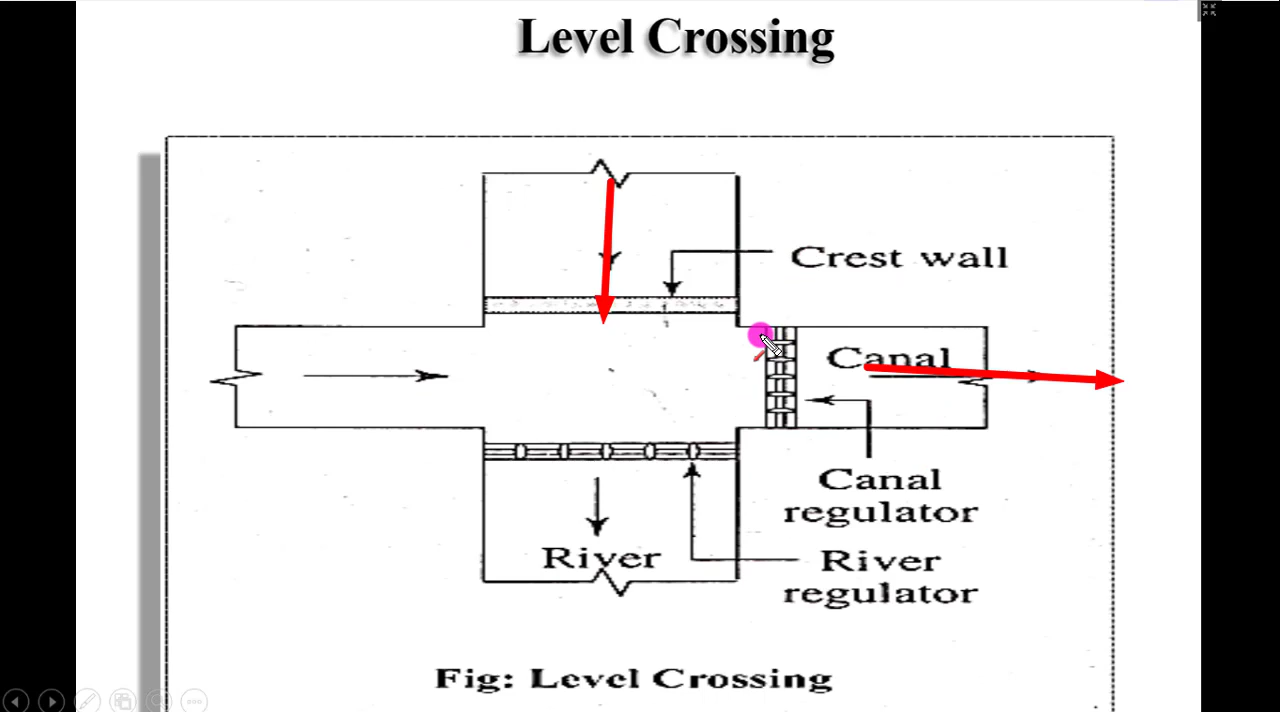 Level Crossing
Crest wall
Canal
Canal
regulator
River
River
regulator
Fig: Level Crossing